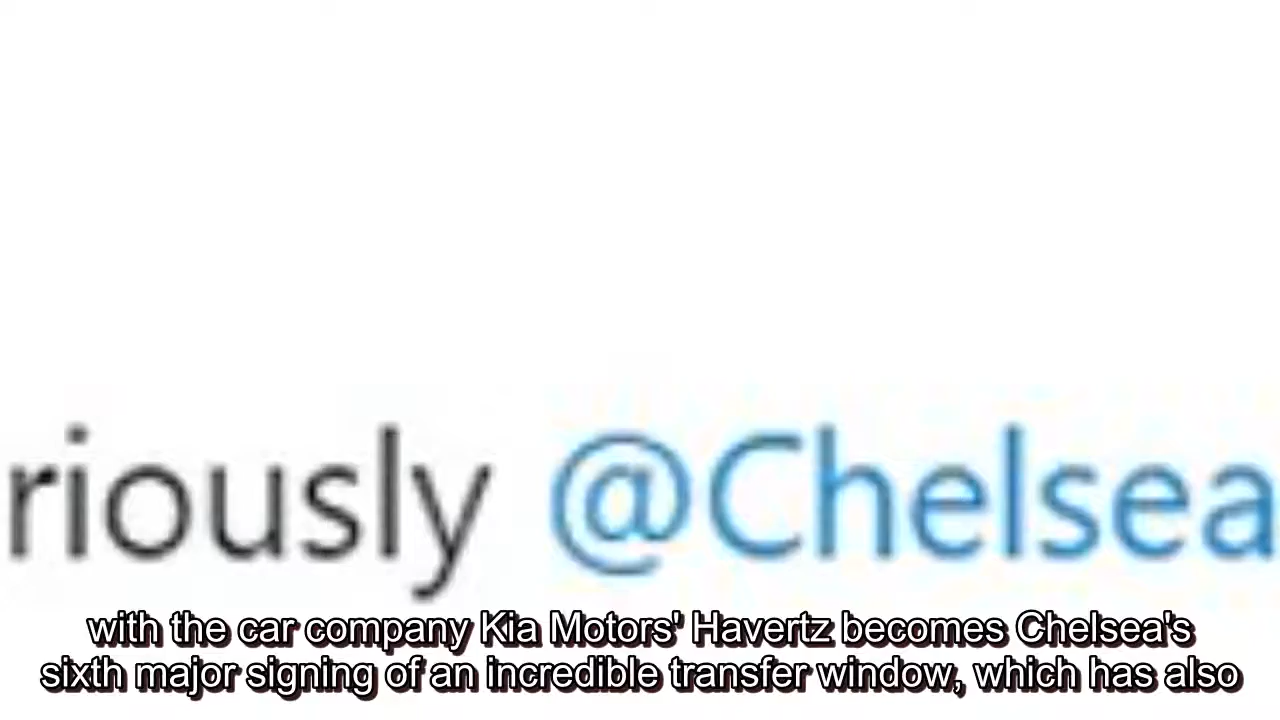 riously @Chelsea
with the car company Kia Motors' Havertz becomes Chelsea's
sixth major signing of an incredible transfer window, which has also